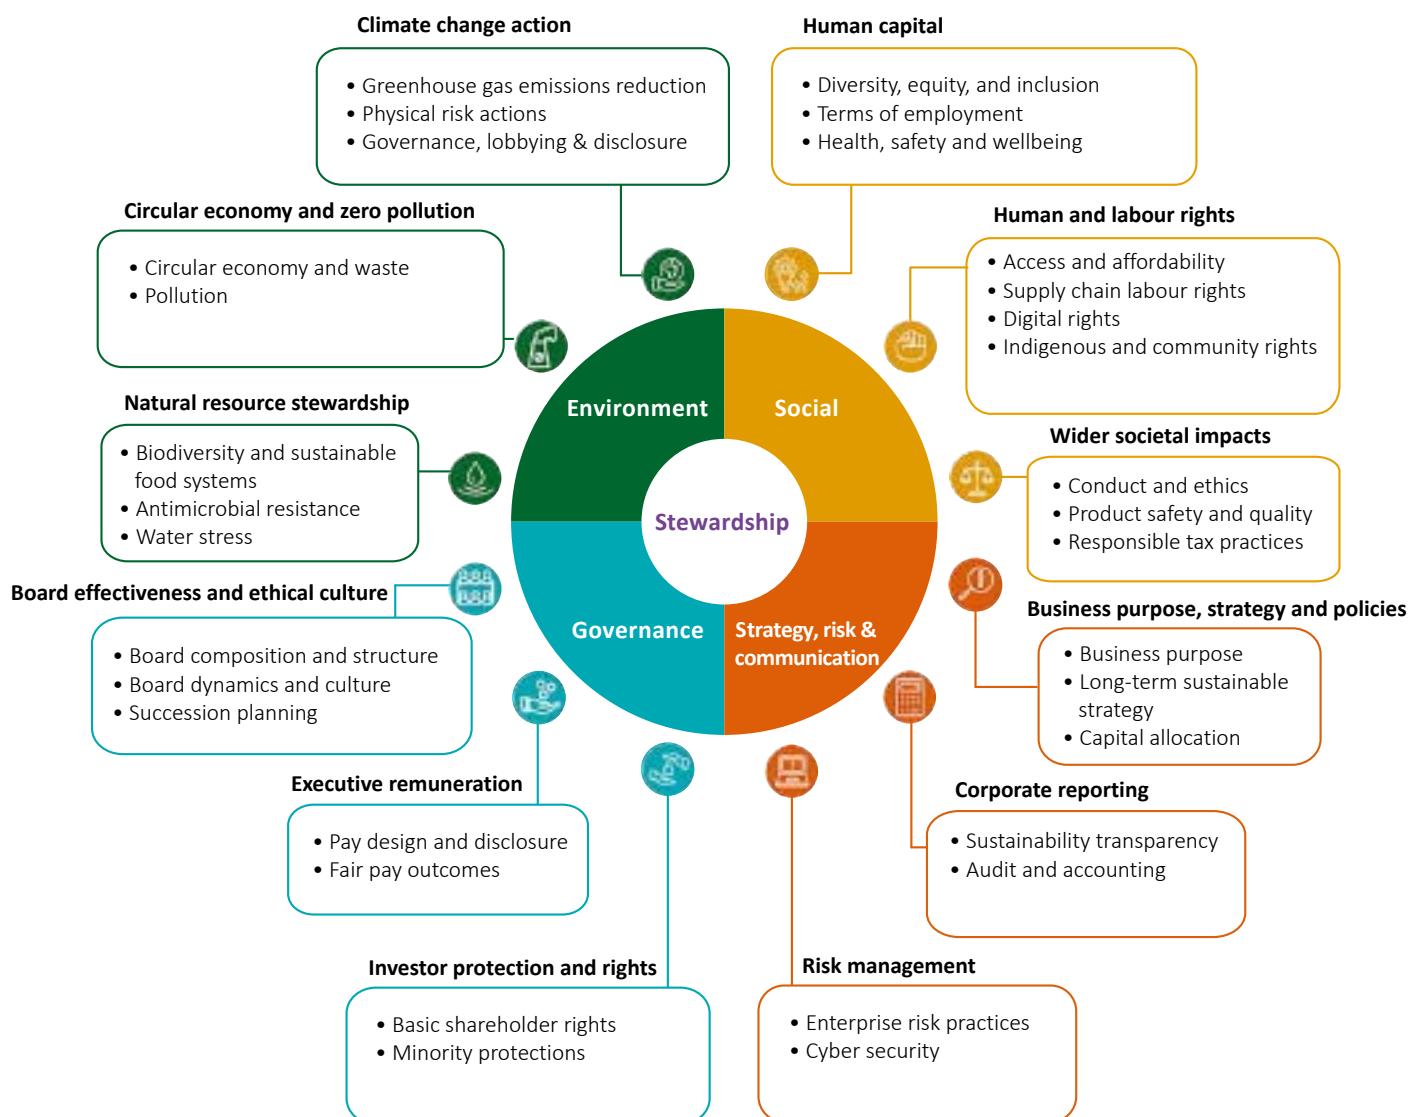 Climate change action
• Greenhouse gas emissions reduction
• Physical risk actions
• Governance, lobbying & disclosure
Human capital
• Diversity, equity, and inclusion
• Terms of employment
• Health, safety and wellbeing
Circular economy and zero pollution
• Circular economy and waste
• Pollution
Human and labour rights
• Access and affordability
• Supply chain labour rights
• Digital rights
• Indigenous and community rights
Natural resource stewardship
• Biodiversity and sustainable
food systems
• Antimicrobial resistance
• Water stress
Environment
Social
Stewardship
Governance
Strategy, risk &
communication
Wider societal impacts
• Conduct and ethics
• Product safety and quality
• Responsible tax practices
Board effectiveness and ethical culture
• Board composition and structure
• Board dynamics and culture
• Succession planning
Business purpose, strategy and policies
• Business purpose
• Long-term sustainable
strategy
• Capital allocation
Executive remuneration
• Pay design and disclosure
• Fair pay outcomes
Corporate reporting
• Sustainability transparency
• Audit and accounting
Investor protection and rights
• Basic shareholder rights
• Minority protections
Risk management
• Enterprise risk practices
• Cyber security